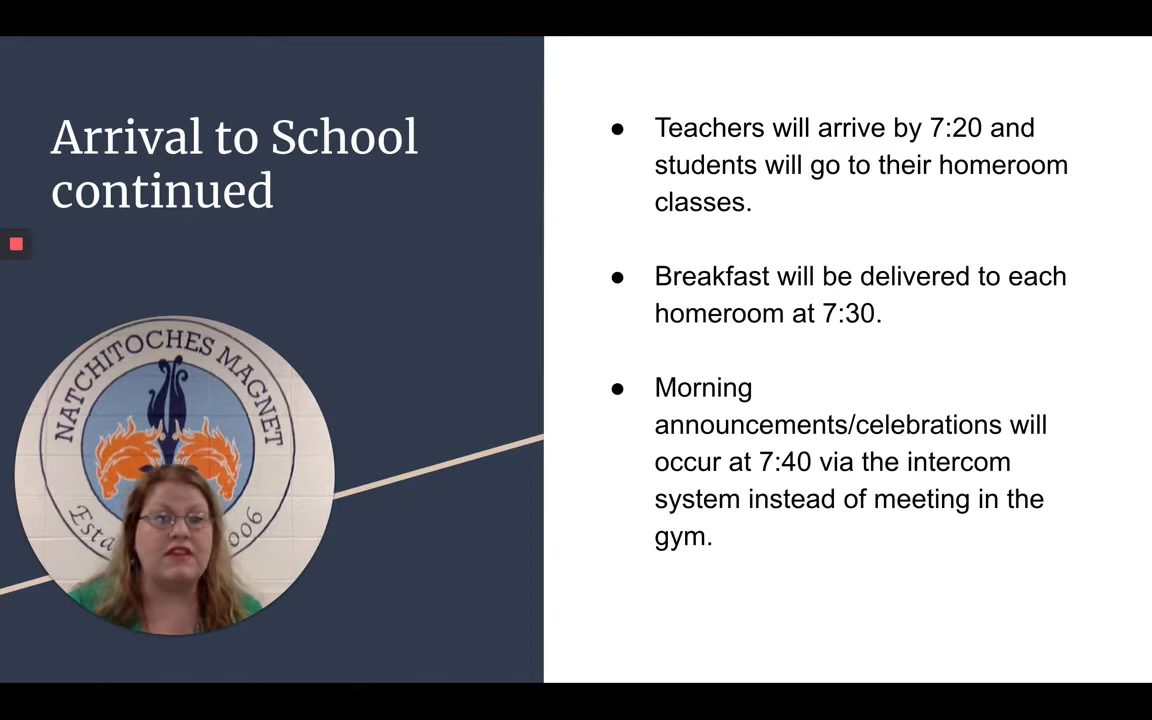 Arrival to School
continued
● Teachers will arrive by 7:20 and
students will go to their homeroom
classes.
● Breakfast will be delivered to each
homeroom at 7:30.
● Morning
announcements/celebrations will
occur at 7:40 via the intercom
system instead of meeting in the
gym.
NATCHITOCHES MAGNET